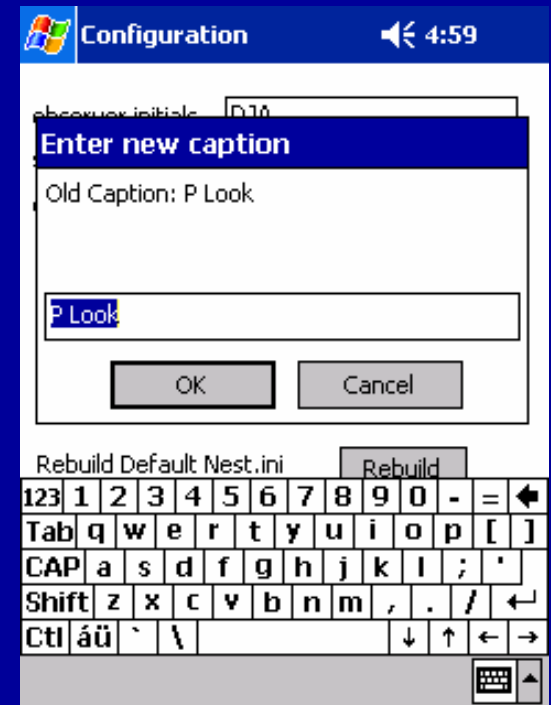 Configuration 4:59
observer initials DJA
Enter new caption
Old Caption: P Look
P Look
OK Cancel
Rebuild Default Nest.ini Rebuild
123 1 2 3 4 5 6 7 8 9 0 - =
Tab q w e r t y u i o p [ ]
CAP a s d f g h j k l ; '
Shift z x c v b n m , . /
Ctl áü ` \